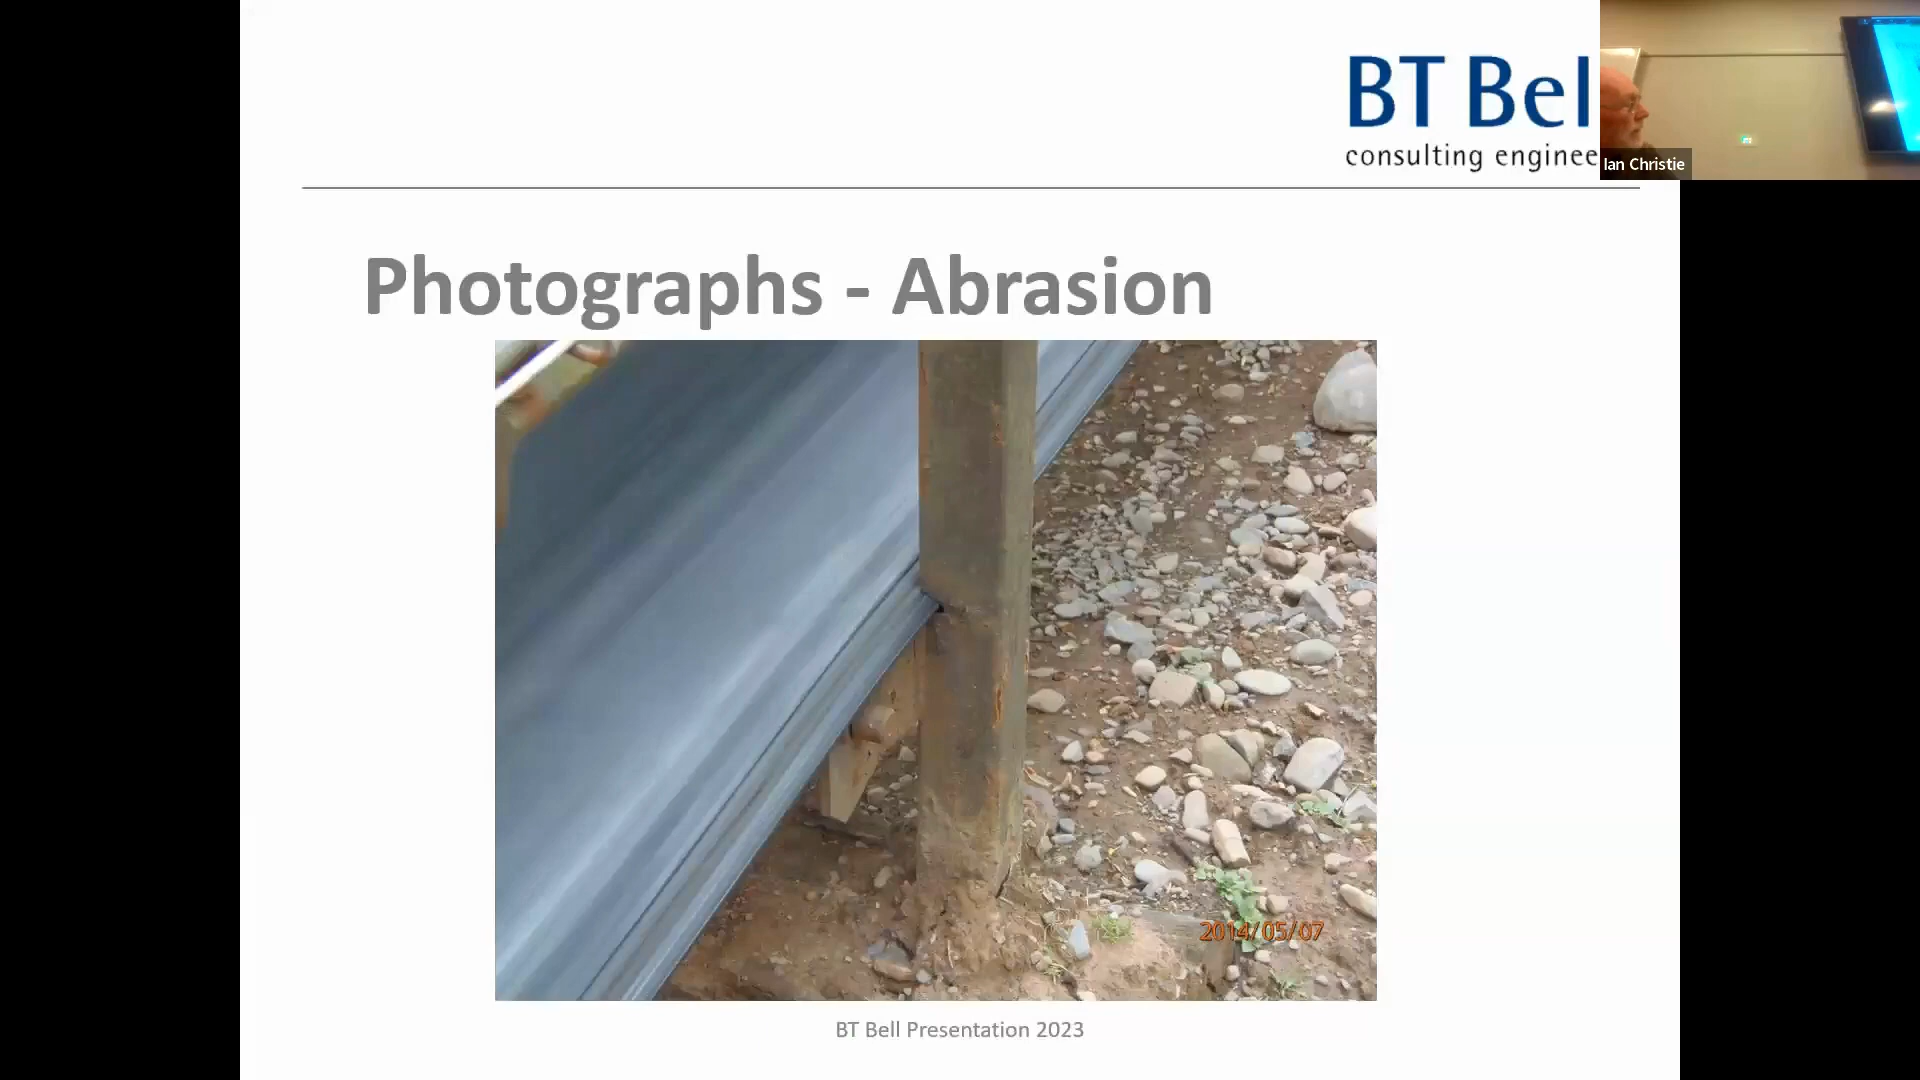 BT Bel
consulting enginee
Ian Christie
Photographs - Abrasion
2014/05/07
BT Bell Presentation 2023